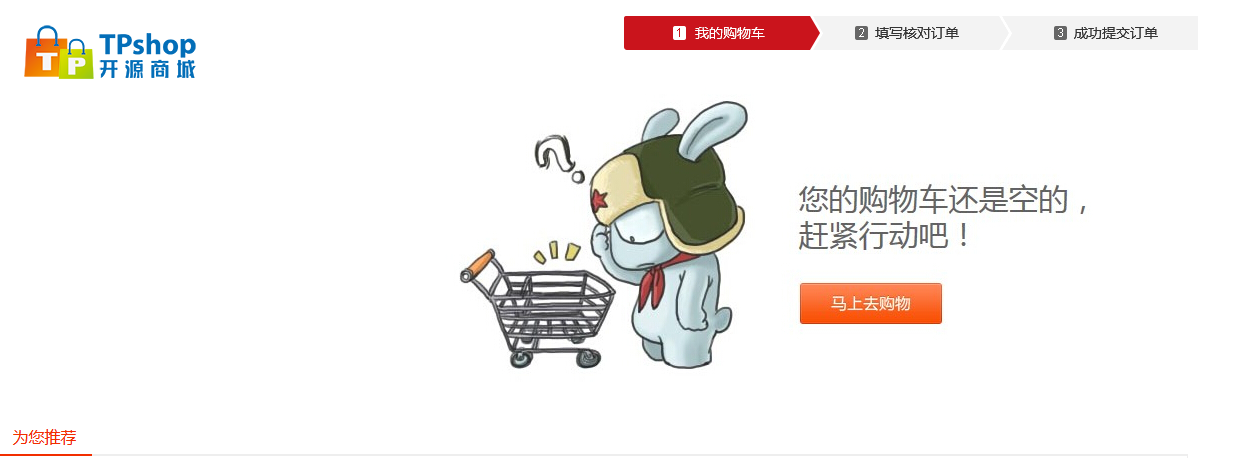 TP
TPshop
开源商城
1 我的购物车
2 填写核对订单
3 成功提交订单
您的购物车还是空的，
赶紧行动吧！
马上去购物
为您推荐